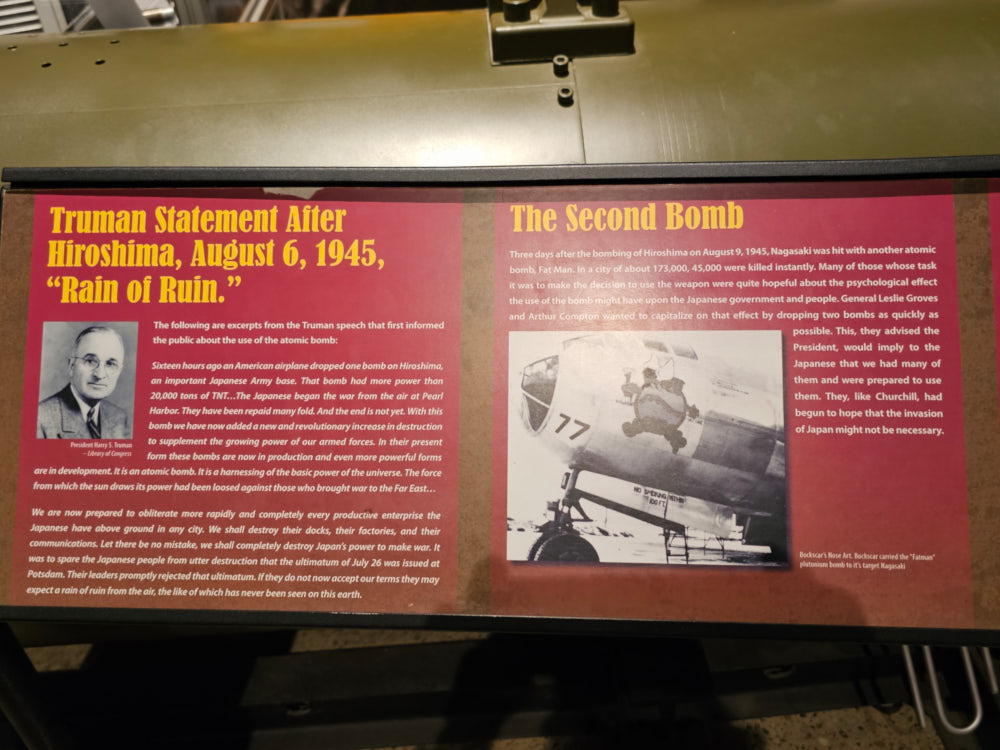 Truman Statement After
Hiroshima, August 6, 1945,
“Rain of Ruin.”
The following are excerpts from the Truman speech that first informed
the public about the use of the atomic bomb:
Sixteen hours ago an American airplane dropped one bomb on Hiroshima,
an important Japanese Army base. That bomb had more power than
20,000 tons of TNT…The Japanese began the war from the air at Pearl
Harbor. They have been repaid many fold. And the end is not yet. With this
bomb we have now added a new and revolutionary increase in destruction
to supplement the growing power of our armed forces. In their present
form these bombs are now in production and even more powerful forms
are in development. It is an atomic bomb. It is a harnessing of the basic power of the universe. The force
from which the sun draws its power had been loosed against those who brought war to the Far East…
President Harry S. Truman
– Library of Congress
We are now prepared to obliterate more rapidly and completely every productive enterprise the
Japanese have above ground in any city. We shall destroy their docks, their factories, and their
communications. Let there be no mistake, we shall completely destroy Japan's power to make war. It
was to spare the Japanese people from utter destruction that the ultimatum of July 26 was issued at
Potsdam. Their leaders promptly rejected that ultimatum. If they do not now accept our terms they may
expect a rain of ruin from the air, the like of which has never been seen on this earth.
The Second Bomb
Three days after the bombing of Hiroshima on August 9, 1945, Nagasaki was hit with another atomic
bomb, Fat Man. In a city of about 173,000, 45,000 were killed instantly. Many of those whose task
it was to make the decision to use the weapon were quite hopeful about the psychological effect
the use of the bomb might have upon the Japanese government and people. General Leslie Groves
and Arthur Compton wanted to capitalize on that effect by dropping two bombs as quickly as
possible. This, they advised the
President, would imply to the
Japanese that we had many of
them and were prepared to use
them. They, like Churchill, had
begun to hope that the invasion
of Japan might not be necessary.
77
NO SMOKING WITHIN
100 FT.
Bockscar's Nose Art. Bockscar carried the "Fatman"
plutonium bomb to it's target Nagasaki